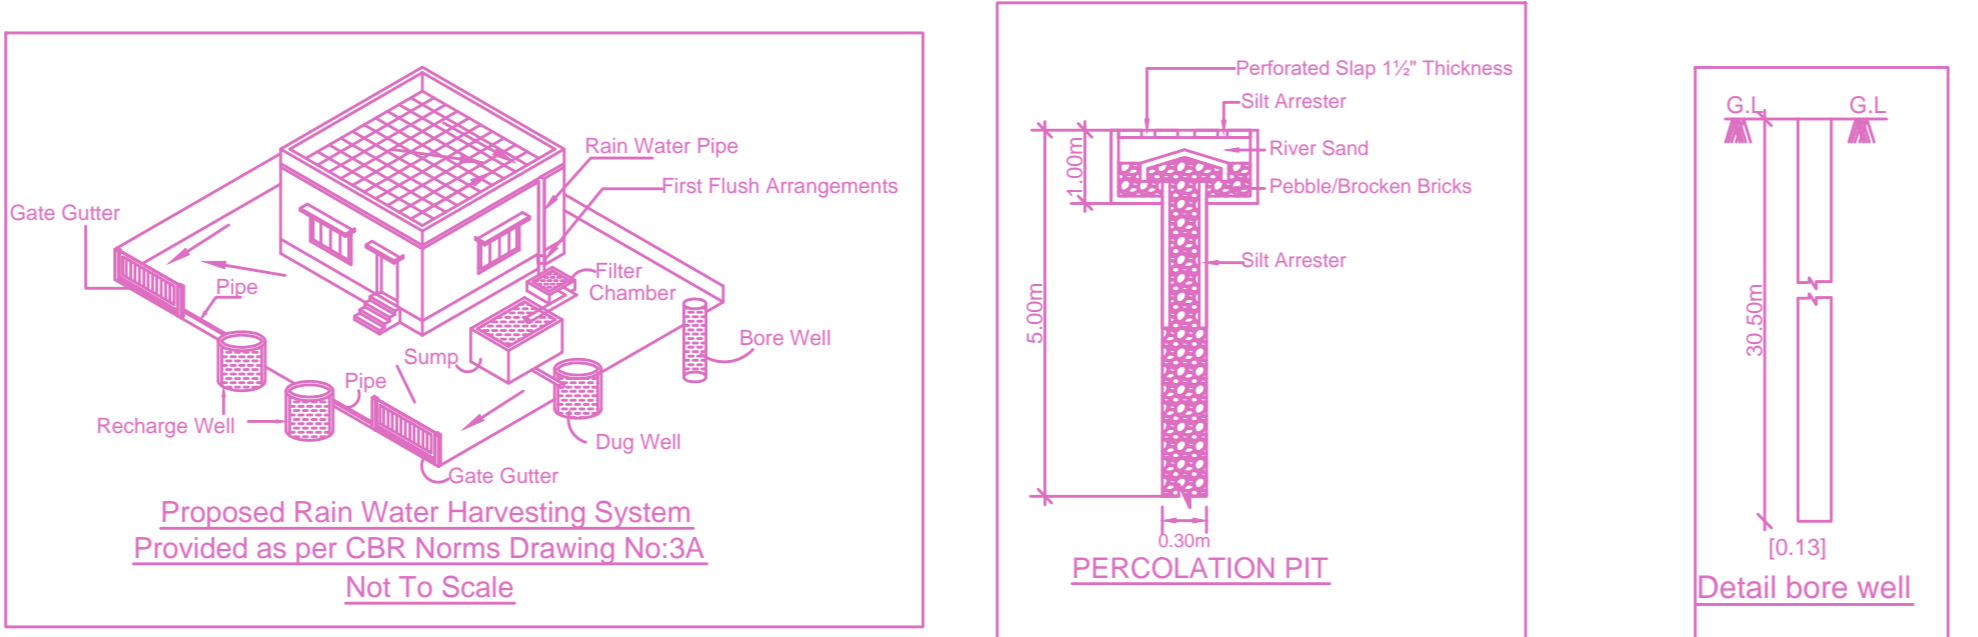 Rain Water Pipe
First Flush Arrangements
Gate Gutter
Pipe
Filter
Chamber
Bore Well
Sump
Pipe
Recharge Well
Dug Well
Gate Gutter
Proposed Rain Water Harvesting System
Provided as per CBR Norms Drawing No:3A
Not To Scale
Perforated Slap 1½" Thickness
Silt Arrester
River Sand
Pebble/Brocken Bricks
1.00m
Silt Arrester
5.00m
0.30m
PERCOLATION PIT
G.L
G.L
30.50m
[0.13]
Detail bore well